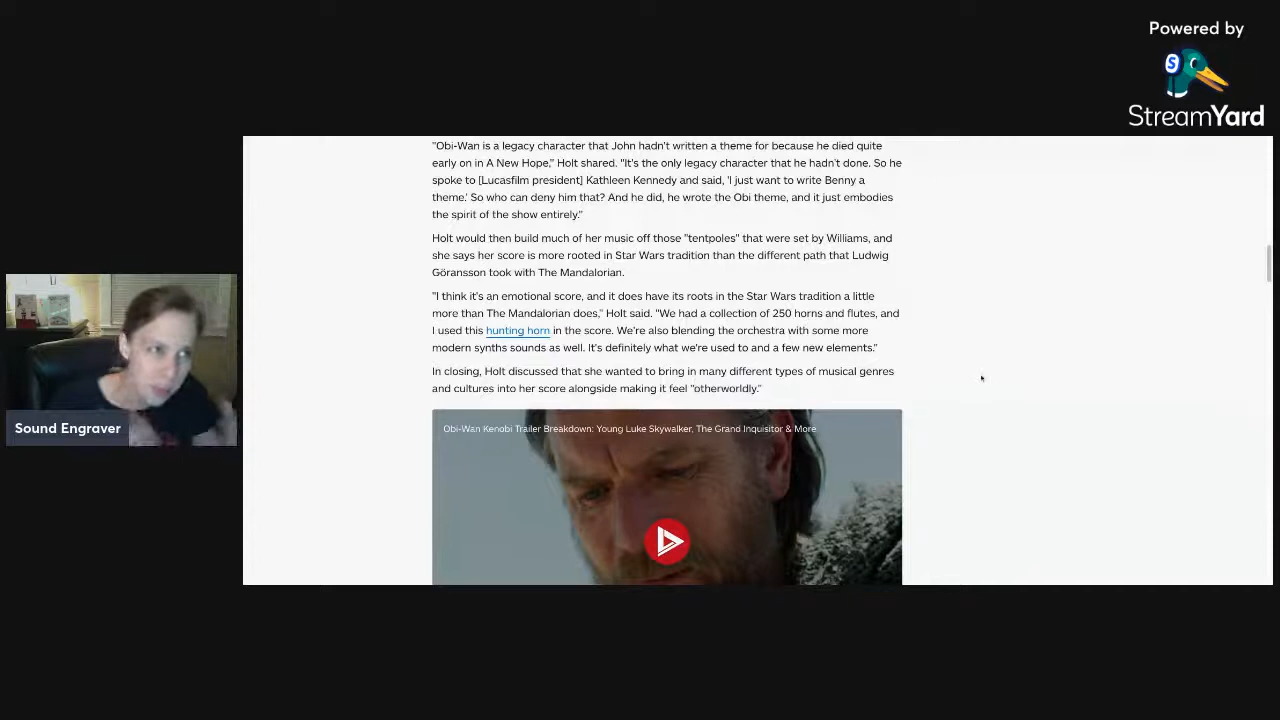 Powered by
S
StreamYard
"Obi-Wan is a legacy character that John hadn't written a theme for because he died quite
early on in A New Hope," Holt shared. "It's the only legacy character that he hadn't done. So he
spoke to [Lucasfilm president] Kathleen Kennedy and said, 'I just want to write Benny a
theme.' So who can deny him that? And he did, he wrote the Obi theme, and it just embodies
the spirit of the show entirely."
Holt would then build much of her music off those "tentpoles" that were set by Williams, and
she says her score is more rooted in Star Wars tradition than the different path that Ludwig
Göransson took with The Mandalorian.
"I think it's an emotional score, and it does have its roots in the Star Wars tradition a little
more than The Mandalorian does," Holt said. "We had a collection of 250 horns and flutes, and
I used this hunting horn in the score. We're also blending the orchestra with some more
modern synths sounds as well. It's definitely what we're used to and a few new elements."
In closing, Holt discussed that she wanted to bring in many different types of musical genres
and cultures into her score alongside making it feel "otherworldly."
Obi-Wan Kenobi Trailer Breakdown: Young Luke Skywalker, The Grand Inquisitor & More
Sound Engraver